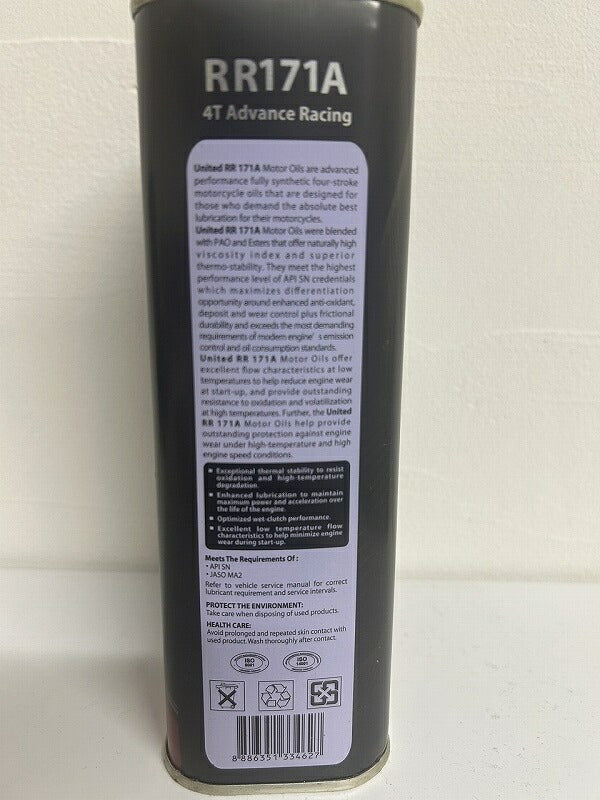 RR171A
4T Advance Racing
United RR 171A Motor Oils are advanced
performance fully synthetic four-stroke
motorcycle oils that are designed for
those who demand the absolute best
lubrication for their motorcycles.
United RR 171A Motor Oils were blended
with PAO and Esters that offer naturally high
viscosity index and superior
thermo-stability. They meet the highest
performance level of API SN credentials
which maximizes differentiation
opportunity around enhanced anti-oxidant,
deposit and wear control plus frictional
durability and exceeds the most demanding
requirements of modern engine's emission
control and oil consumption standards.
United RR 171A Motor Oils offer
excellent flow characteristics at low
temperatures to help reduce engine wear
at start-up, and provide outstanding
resistance to oxidation and volatilization
at high temperatures. Further, the United
RR 171A Motor Oils help provide
outstanding protection against engine
wear under high-temperature and high
engine speed conditions.
▪ Exceptional thermal stability to resist
oxidation and high-temperature
degradation.
▪ Enhanced lubrication to maintain
maximum power and acceleration over
the life of the engine.
▪ Optimized wet-clutch performance.
▪ Excellent low temperature flow
characteristics to help minimize engine
wear during start-up.
Meets The Requirements Of :
• API SN
• JASO MA2
Refer to vehicle service manual for correct
lubricant requirement and service intervals.
PROTECT THE ENVIRONMENT:
Take care when disposing of used products.
HEALTH CARE:
Avoid prolonged and repeated skin contact with
used product. Wash thoroughly after contact.
ISO
9001
ISO
14001
8 886351 334627